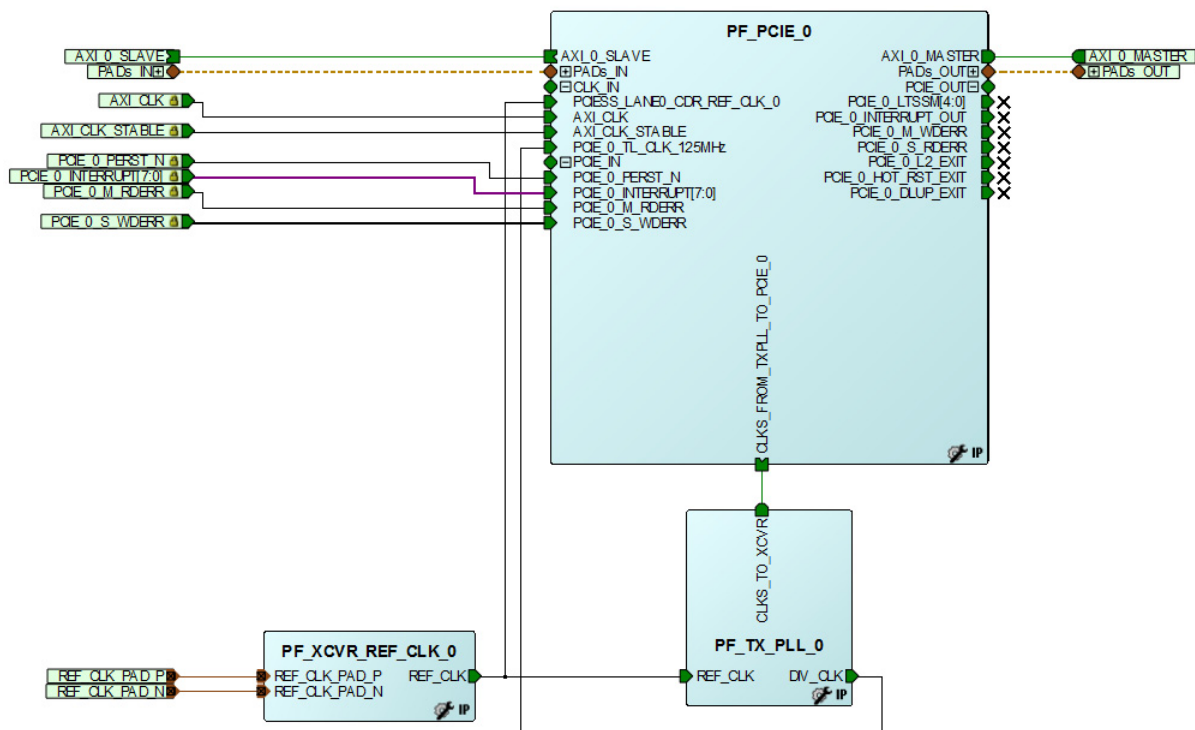 PF_PCIE_0
AXI_0_SLAVE
PADs_IN
AXI_CLK
AXI_CLK_STABLE
PCIE_0_PERST_N
PCIE_0_INTERRUPT[7:0]
PCIE_0_M_RDERR
PCIE_0_S_WDERR
AXI_0_SLAVE
PADs_IN
CLK_IN
PCIESS_LANE0_CDR_REF_CLK_0
AXI_CLK
AXI_CLK_STABLE
PCIE_0_TL_CLK_125MHz
PCIE_IN
PCIE_0_PERST_N
PCIE_0_INTERRUPT[7:0]
PCIE_0_M_RDERR
PCIE_0_S_WDERR
AXI_0_MASTER
PADs_OUT
PCIE_OUT
PCIE_0_LTSSM[4:0]
PCIE_0_INTERRUPT_OUT
PCIE_0_M_WDERR
PCIE_0_S_RDERR
PCIE_0_L2_EXIT
PCIE_0_HOT_RST_EXIT
PCIE_0_DLUP_EXIT
AXI_0_MASTER
PADs_OUT
CLKS_FROM_TXPLL_TO_PCIE_0
IP
CLKS_TO_XCVR
PF_TX_PLL_0
REF_CLK DIV_CLK
IP
PF_XCVR_REF_CLK_0
REF_CLK_PAD_P
REF_CLK_PAD_N
REF_CLK_PAD_P REF_CLK
REF_CLK_PAD_N
IP